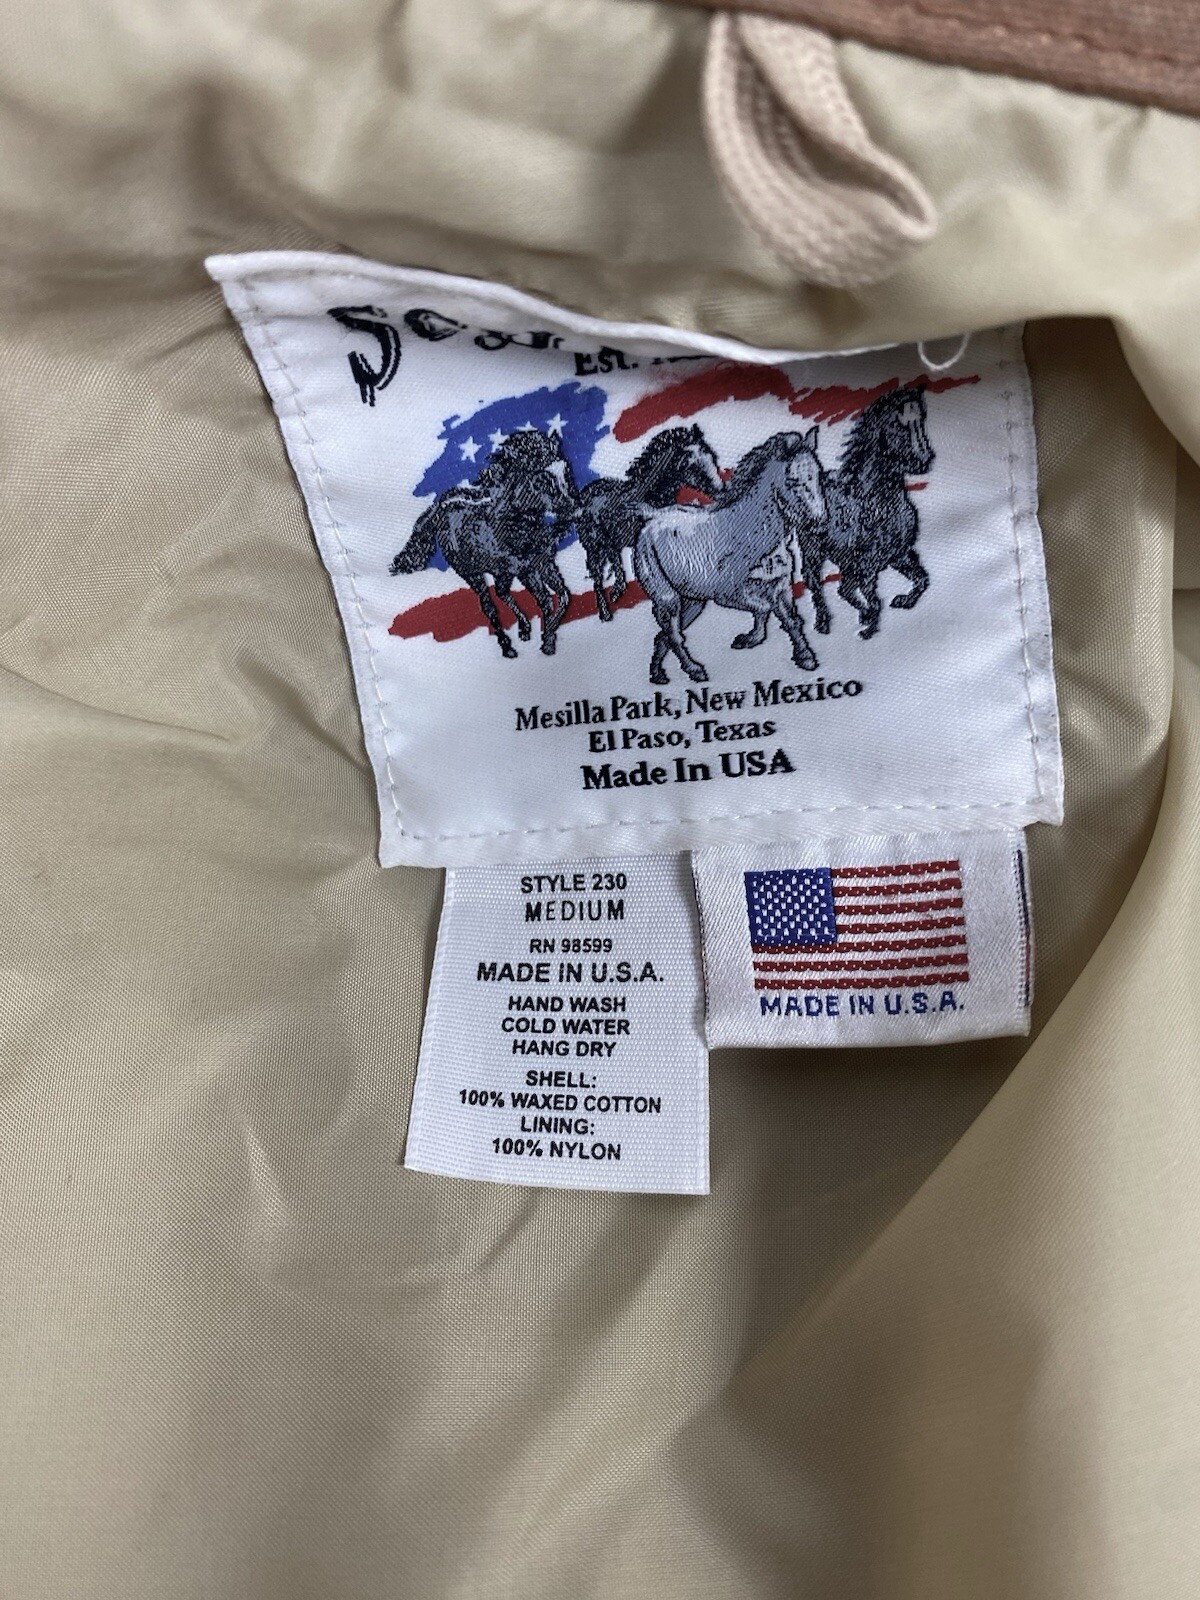 Est.
Mesilla Park, New Mexico
El Paso, Texas
Made In USA
STYLE 230
MEDIUM
RN 98599
MADE IN U.S.A.
HAND WASH
COLD WATER
HANG DRY
SHELL:
100% WAXED COTTON
LINING:
100% NYLON
MADE IN U.S.A.